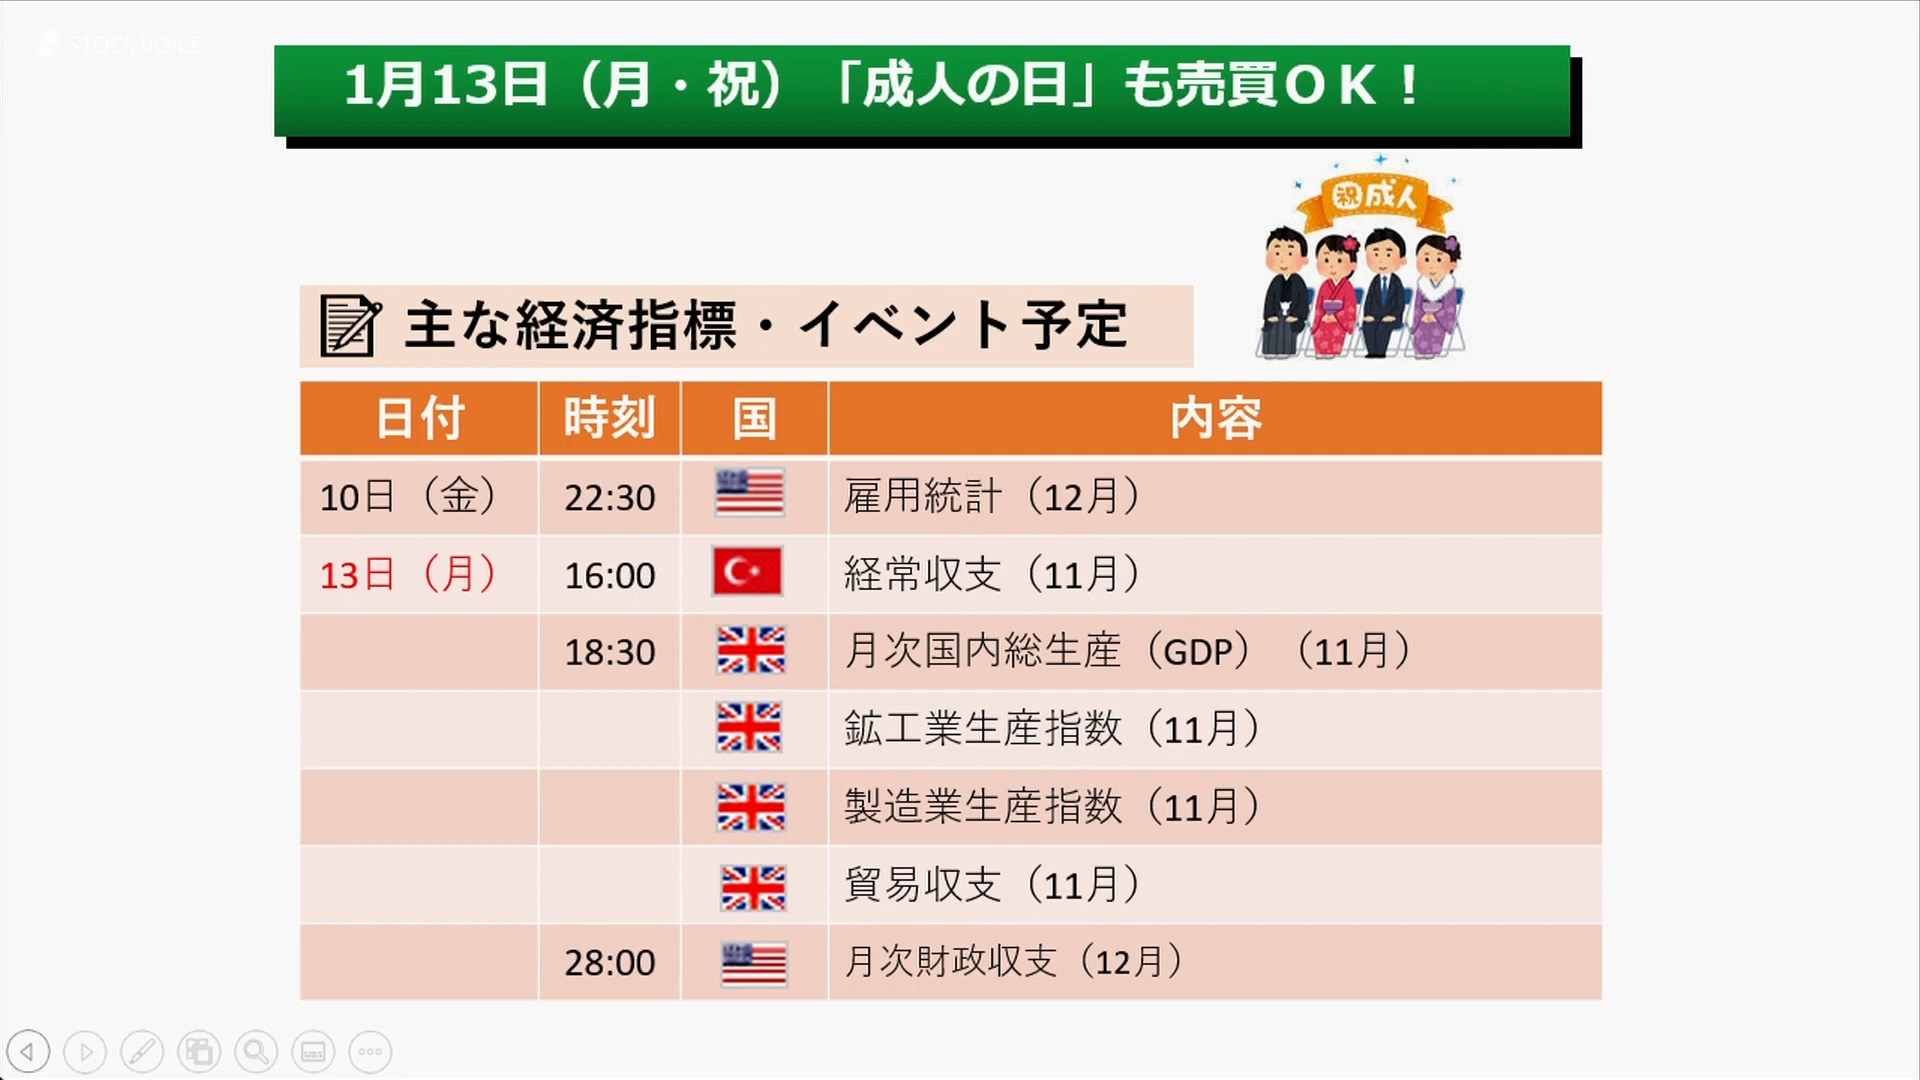 STOCKVOICE
1月13日（月・祝）「成人の日」も売買ＯＫ！
祝成人
主な経済指標・イベント予定
日付 時刻 国 内容
10日（金） 22:30 雇用統計（12月）
13日（月） 16:00 経常収支（11月）
18:30 月次国内総生産（GDP）（11月）
鉱工業生産指数（11月）
製造業生産指数（11月）
貿易収支（11月）
28:00 月次財政収支（12月）